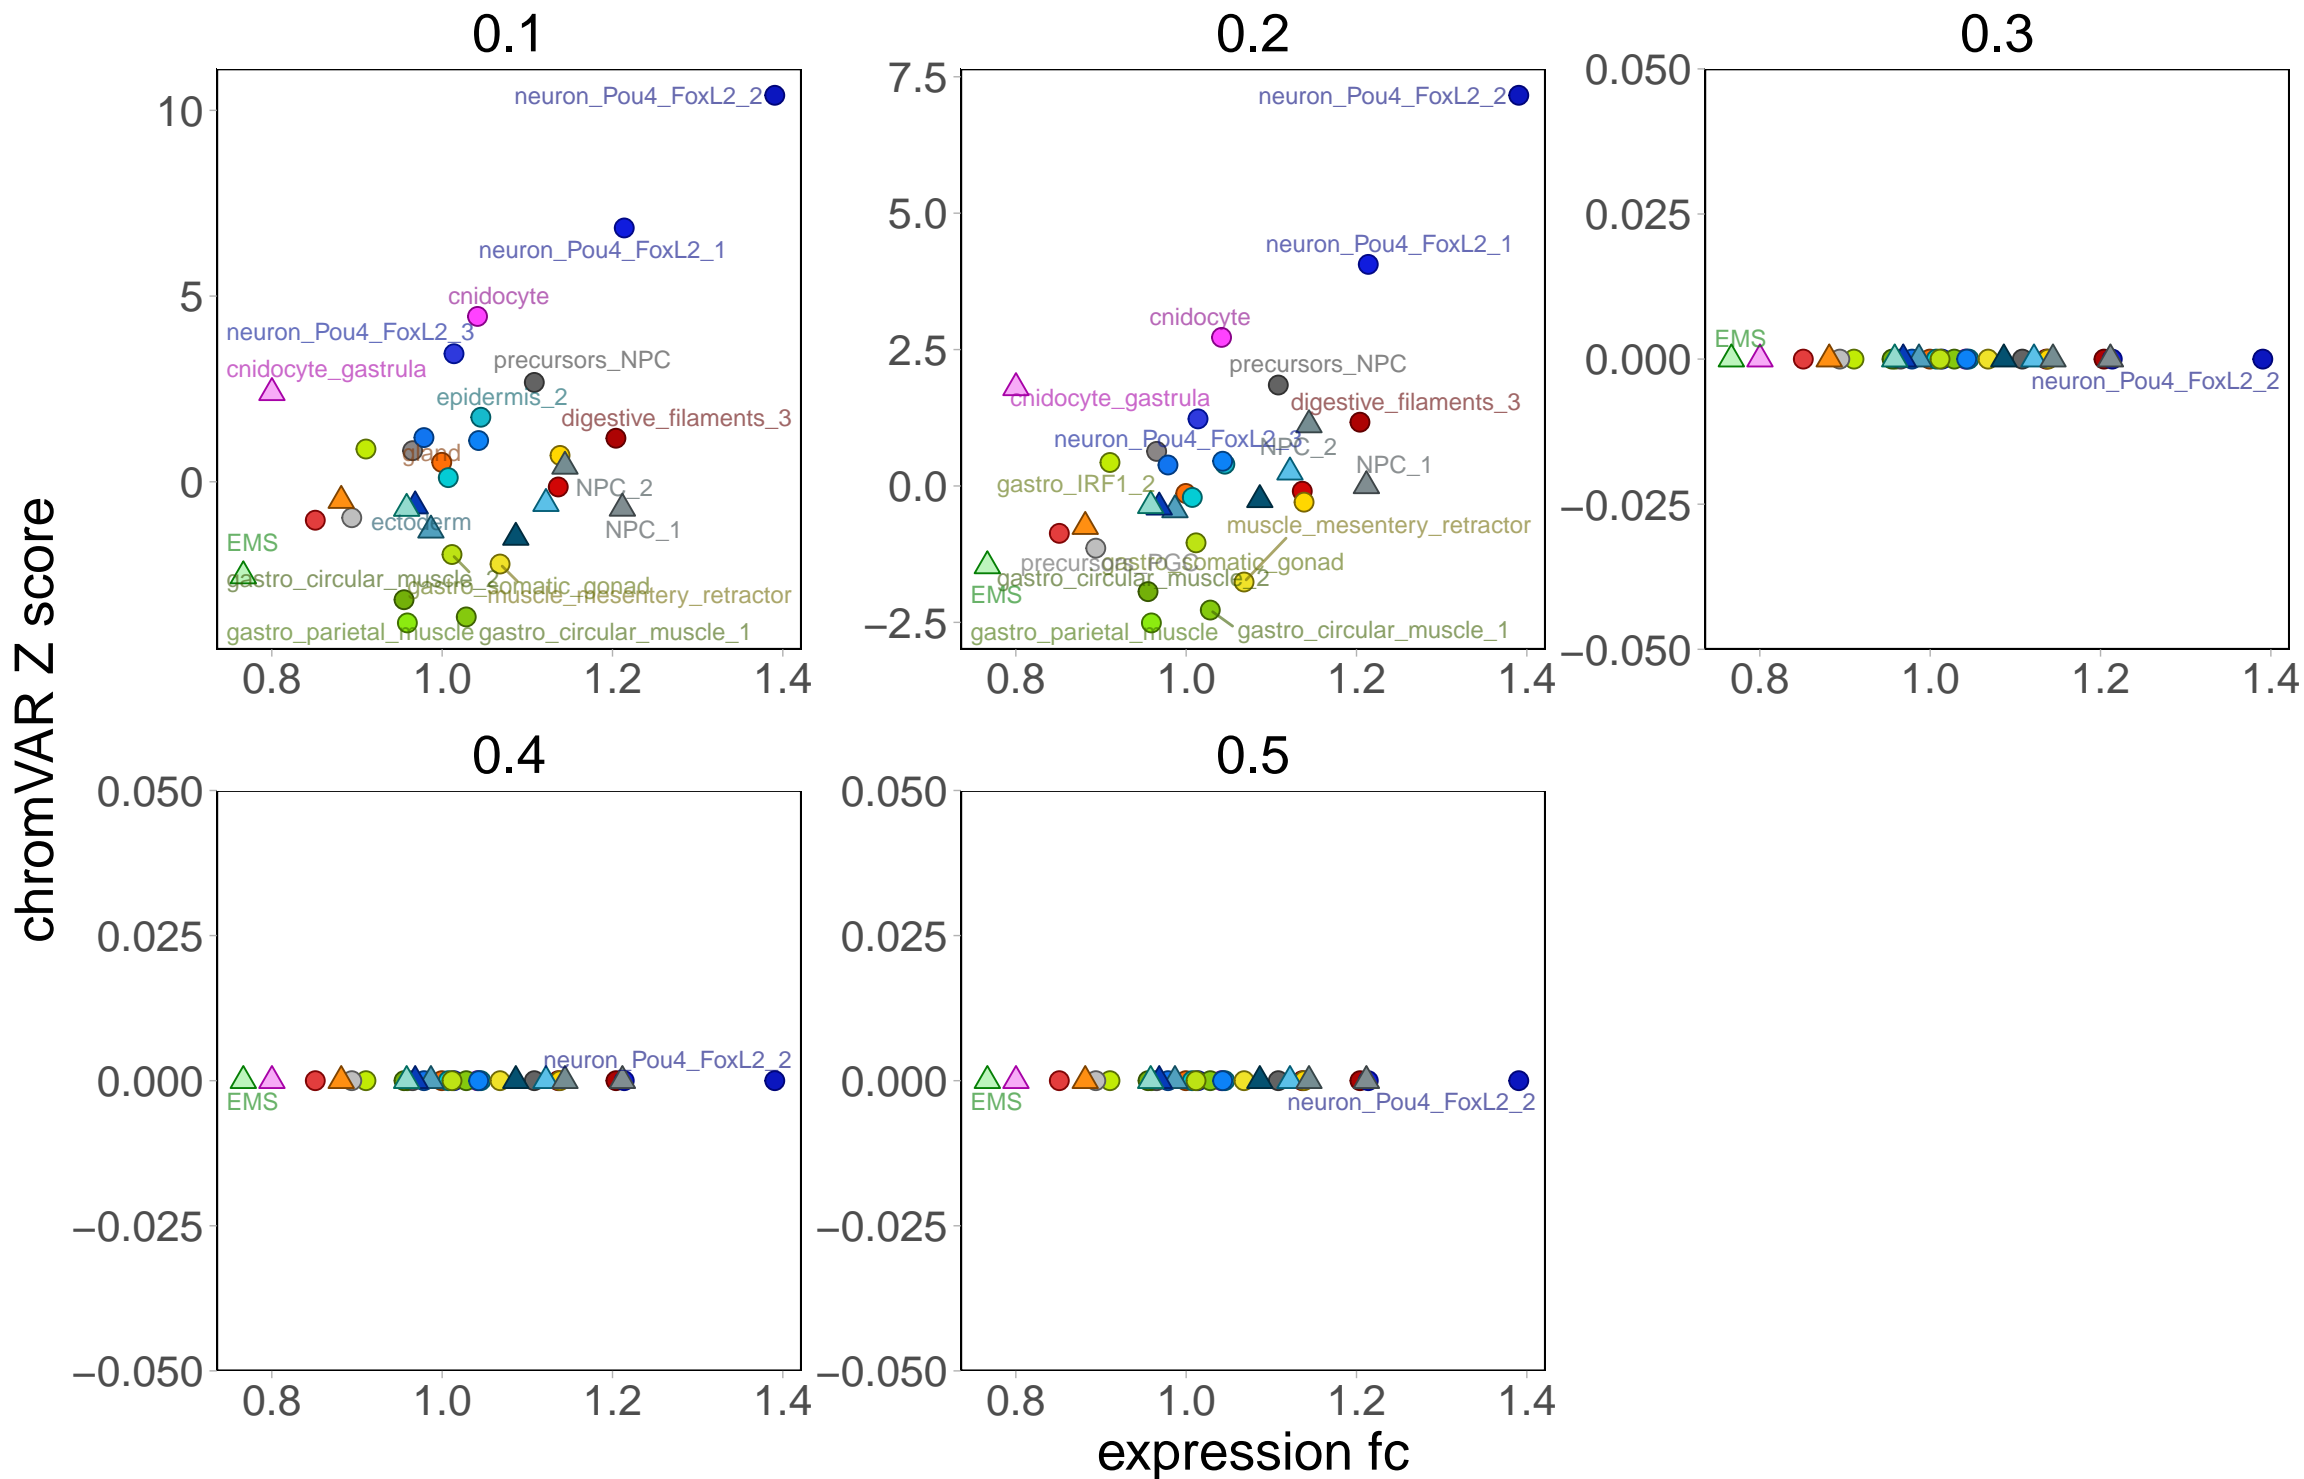 0.1
0.2
0.3
10
5
0
neuron_Pou4_FoxL2_2
neuron_Pou4_FoxL2_1
cnidocyte
neuron_Pou4_FoxL2_3
precursors_NPC
cnidocyte_gastrula
epidermis_2
digestive_filaments_3
gland
NPC_2
ectoderm
NPC_1
EMS
gastro_circular_muscle_2
gastro_somatic_gonad
muscle_mesentery_retractor
gastro_parietal_muscle
gastro_circular_muscle_1
0.8
1.0
1.2
1.4
7.5
5.0
2.5
0.0
−2.5
neuron_Pou4_FoxL2_2
neuron_Pou4_FoxL2_1
cnidocyte
precursors_NPC
cnidocyte_gastrula
digestive_filaments_3
neuron_Pou4_FoxL2_3
NPC_2
NPC_1
gastro_IRF1_2
muscle_mesentery_retractor
precursors_PGC
gastro_somatic_gonad
gastro_circular_muscle_2
EMS
gastro_parietal_muscle
gastro_circular_muscle_1
0.8
1.0
1.2
1.4
0.050
0.025
0.000
−0.025
−0.050
EMS
neuron_Pou4_FoxL2_2
0.8
1.0
1.2
1.4
chromVAR Z score
0.4
0.5
0.050
0.025
0.000
−0.025
−0.050
neuron_Pou4_FoxL2_2
EMS
0.8
1.0
1.2
1.4
0.050
0.025
0.000
−0.025
−0.050
EMS
neuron_Pou4_FoxL2_2
0.8
1.0
1.2
1.4
expression fc